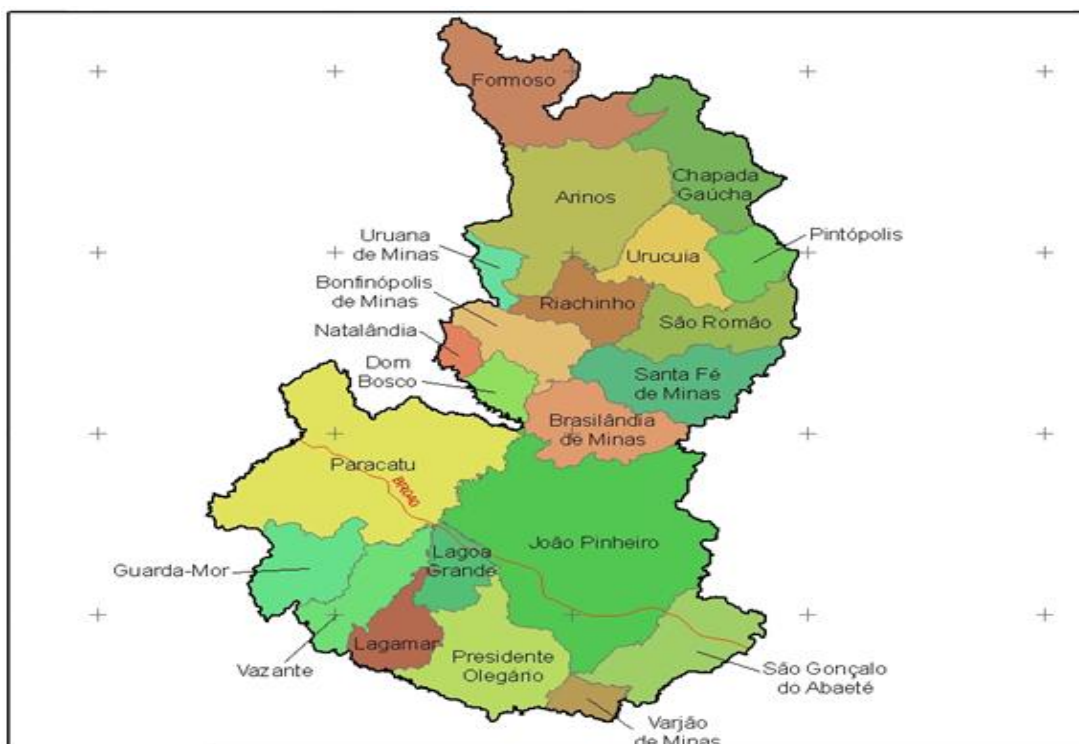 Formoso
Chapada
Gaúcha
Arinos
Uruana
de Minas
Urucuia
Pintópolis
Bonfinópolis
de Minas
Riachinho
São Romão
Natalândia
Dom
Bosco
Santa Fé
de Minas
Brasilândia
de Minas
Paracatu
BR040
João Pinheiro
Lagoa
Grande
Guarda-Mor
Vazante
Lagamar
Presidente
Olegário
São Gonçalo
do Abaeté
Varjão
de Minas